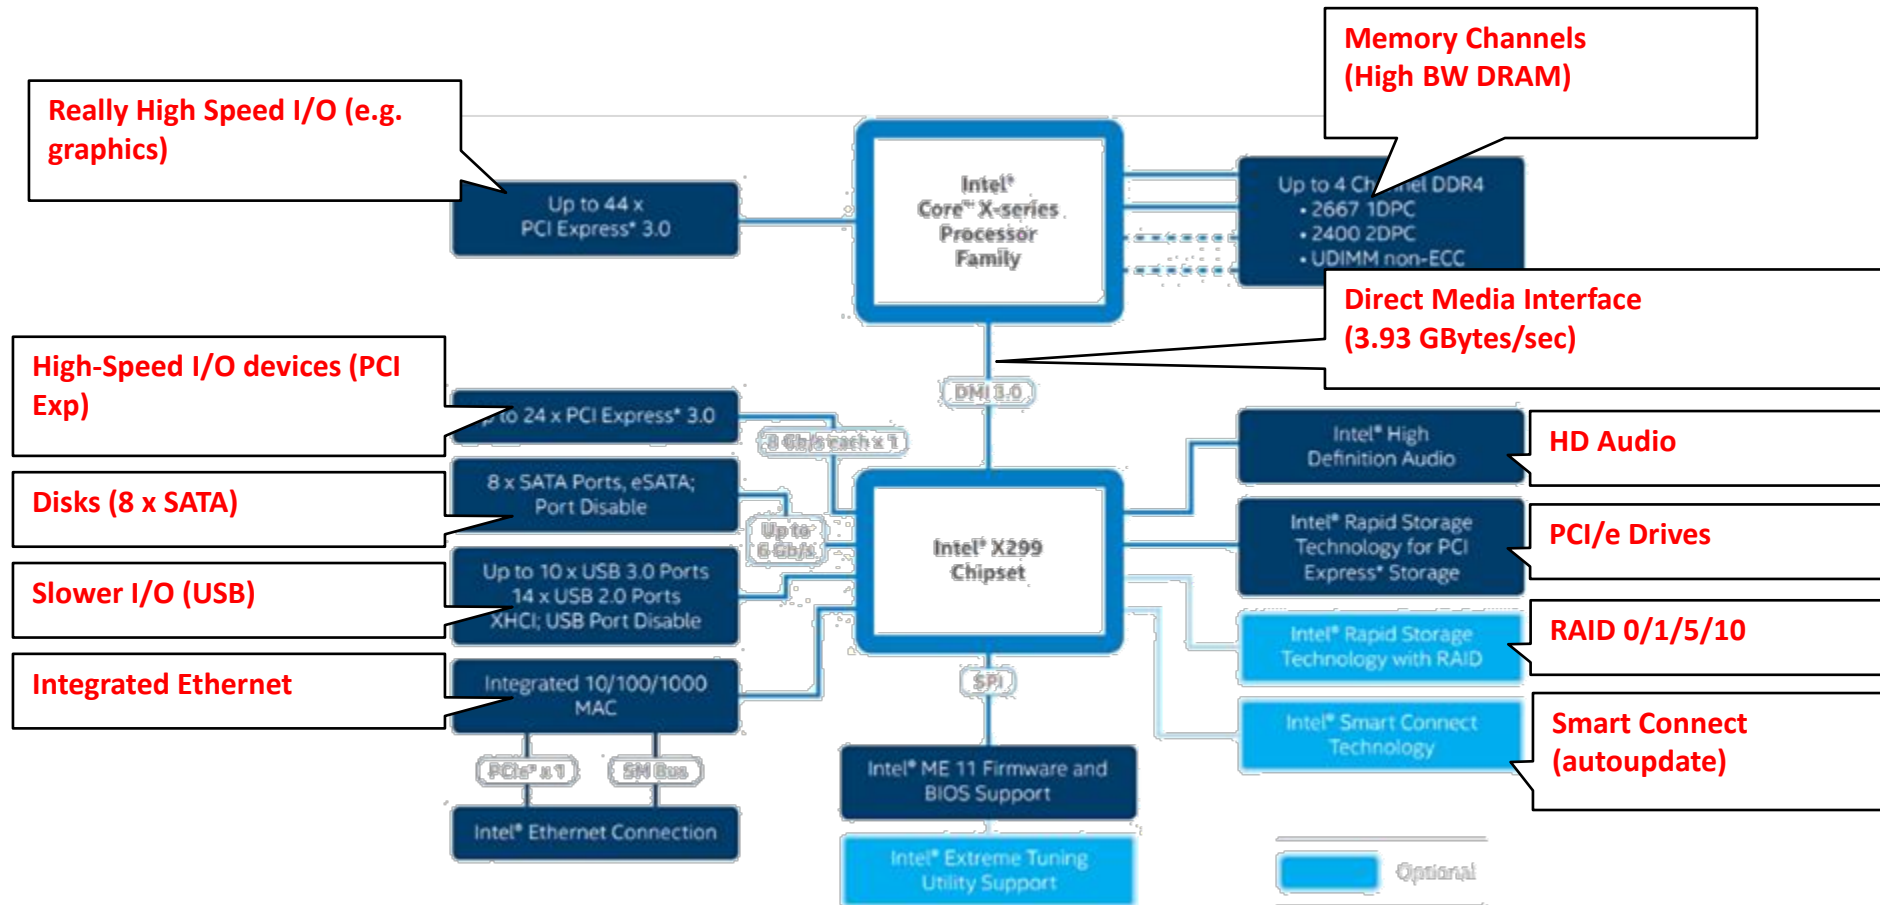 Memory Channels
(High BW DRAM)
Really High Speed I/O (e.g.
graphics)
Up to 44 x
PCI Express* 3.0
Intel®
Core™ X-series
Processor
Family
Up to 4 Channel DDR4
• 2667 1DPC
• 2400 2DPC
• UDIMM non-ECC
Direct Media Interface
(3.93 GBytes/sec)
DMI 3.0
High-Speed I/O devices (PCI
Exp)
to 24 x PCI Express* 3.0
8 Gb/s each x 1
Intel® High
Definition Audio
HD Audio
Disks (8 x SATA)
8 x SATA Ports, eSATA;
Port Disable
Up to
6 Gb/s
Intel® X299
Chipset
Intel® Rapid Storage
Technology for PCI
Express* Storage
PCI/e Drives
Slower I/O (USB)
Up to 10 x USB 3.0 Ports
14 x USB 2.0 Ports
XHCI; USB Port Disable
Intel® Rapid Storage
Technology with RAID
RAID 0/1/5/10
Integrated Ethernet
Integrated 10/100/1000
MAC
SPI
Intel® Smart Connect
Technology
Smart Connect
(autoupdate)
PCIe* x 1
SM Bus
Intel® ME 11 Firmware and
BIOS Support
Intel® Ethernet Connection
Intel® Extreme Tuning
Utility Support
Optional